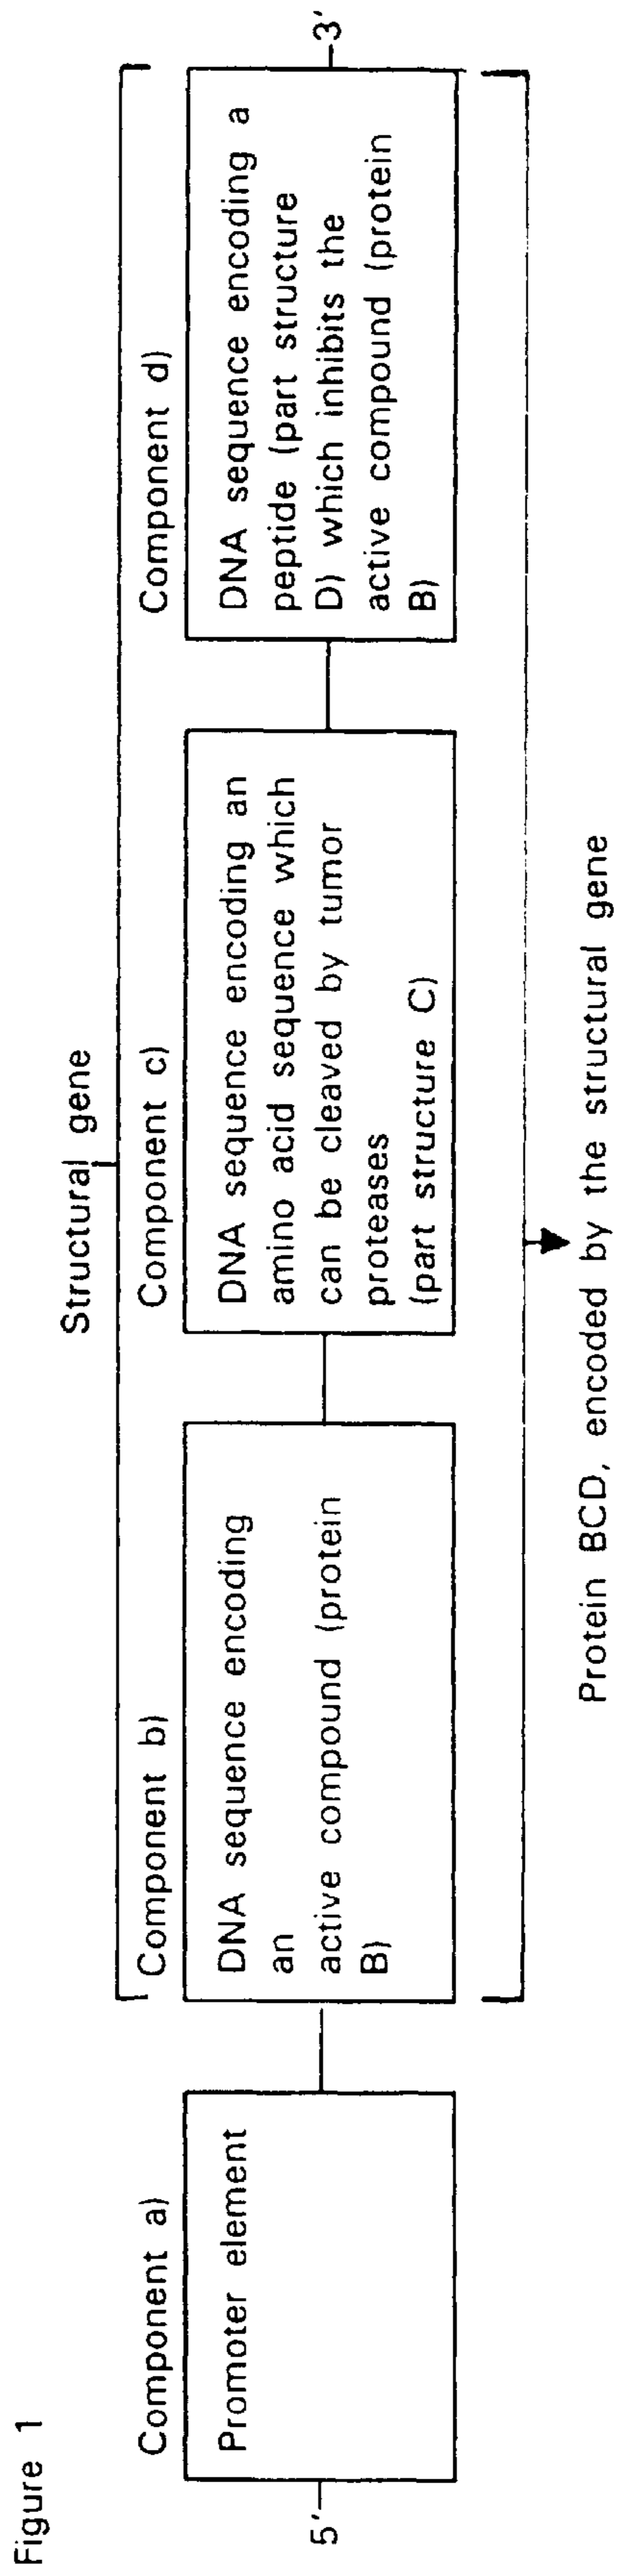 Figure 1
Structural gene
Component a)
Component b)
Component c)
Component d)
5'
Promoter element
DNA sequence encoding
an
active compound (protein
B)
DNA sequence encoding an
amino acid sequence which
can be cleaved by tumor
proteases
(part structure C)
DNA sequence encoding a
peptide (part structure
D) which inhibits the
active compound (protein
B)
3'
Protein BCD, encoded by the structural gene